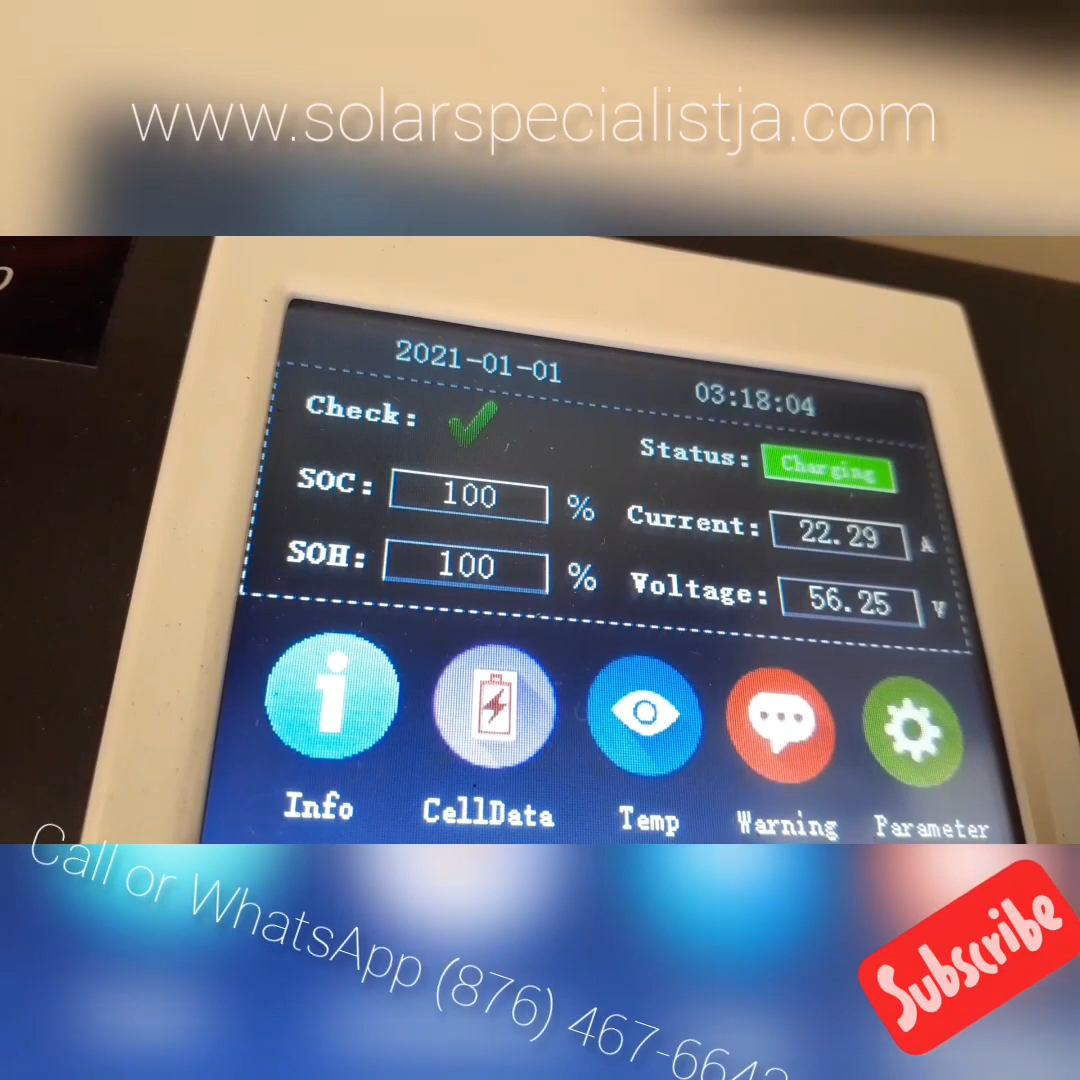 www.solarspecialistja.com
2021-01-01 03:18:04
Check: Status: Charging
SOC: 100 % Current: 22.29 A
SOH: 100 % Voltage: 56.25 V
Info CellData Temp Warning Parameter
Call or WhatsApp (876) 467-664
Subscribe